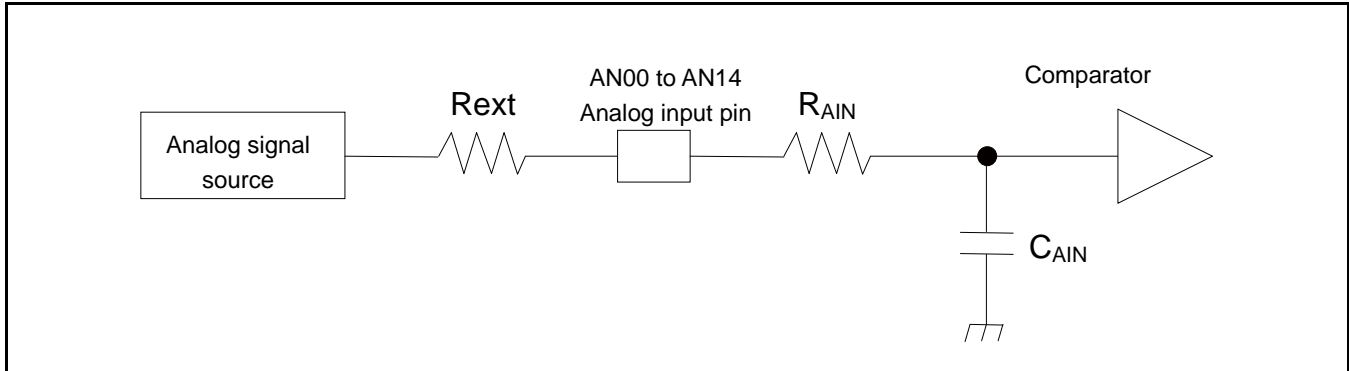 AN00 to AN14
Analog input pin
Comparator
Rext
RAIN
Analog signal
source
CAIN